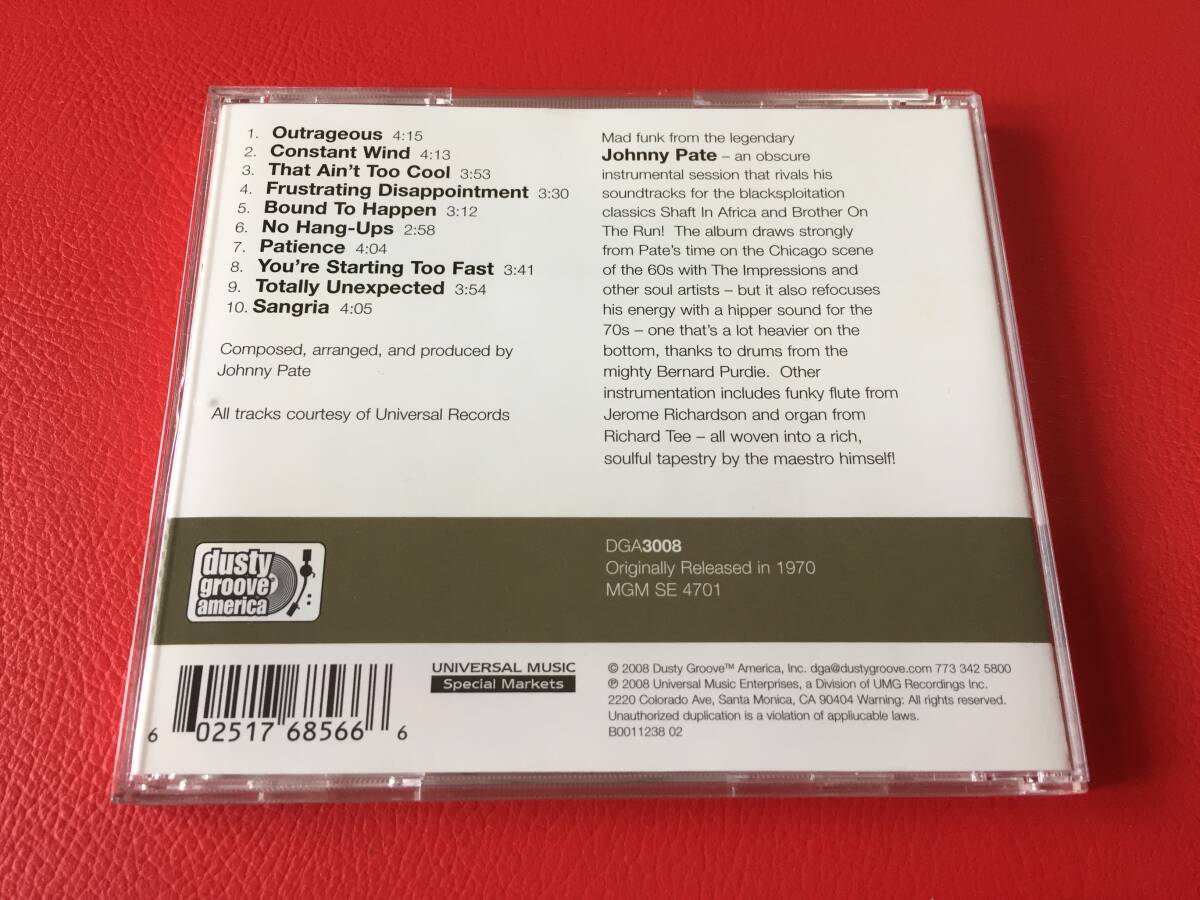 1. Outrageous 4:15
2. Constant Wind 4:13
3. That Ain't Too Cool 3:53
4. Frustrating Disappointment 3:30
5. Bound To Happen 3:12
6. No Hang-Ups 2:58
7. Patience 4:04
8. You're Starting Too Fast 3:41
9. Totally Unexpected 3:54
10. Sangria 4:05
Composed, arranged, and produced by
Johnny Pate
All tracks courtesy of Universal Records
Mad funk from the legendary
Johnny Pate – an obscure
instrumental session that rivals his
soundtracks for the blacksploitation
classics Shaft In Africa and Brother On
The Run! The album draws strongly
from Pate's time on the Chicago scene
of the 60s with The Impressions and
other soul artists – but it also refocuses
his energy with a hipper sound for the
70s – one that's a lot heavier on the
bottom, thanks to drums from the
mighty Bernard Purdie. Other
instrumentation includes funky flute from
Jerome Richardson and organ from
Richard Tee – all woven into a rich,
soulful tapestry by the maestro himself!
dusty
groove
america
DGA3008
Originally Released in 1970
MGM SE 4701
6 02517 68566 6
UNIVERSAL MUSIC
Special Markets
© 2008 Dusty Groove™ America, Inc. dga@dustygroove.com 773 342 5800
℗ 2008 Universal Music Enterprises, a Division of UMG Recordings Inc.
2220 Colorado Ave, Santa Monica, CA 90404 Warning: All rights reserved.
Unauthorized duplication is a violation of appliucable laws.
B0011238 02